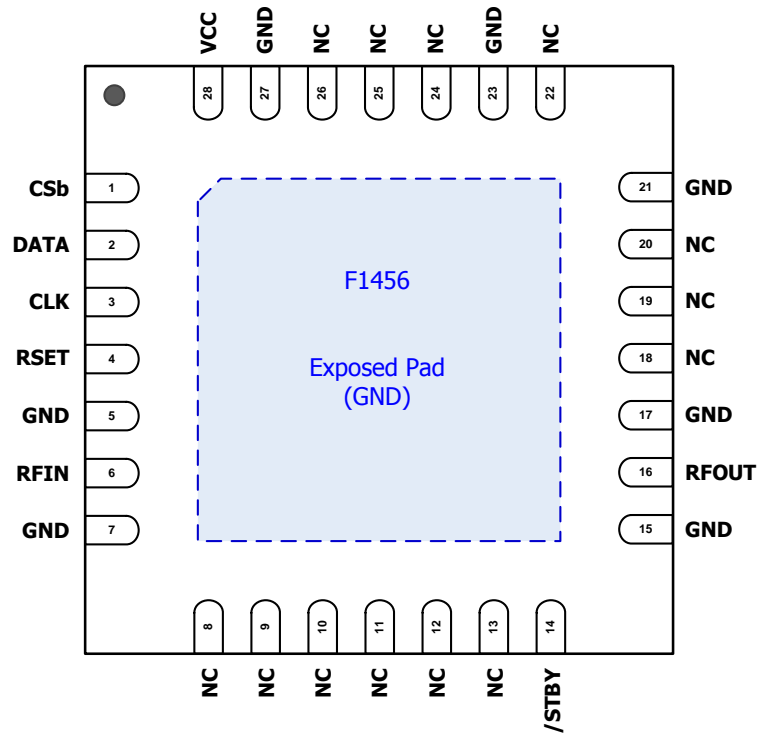 VCC GND NC NC NC GND NC
28 27 26 25 24 23 22
CSb 1
DATA 2
CLK 3
RSET 4
GND 5
RFIN 6
GND 7
F1456
Exposed Pad
(GND)
21 GND
20 NC
19 NC
18 NC
17 GND
16 RFOUT
15 GND
8 9 10 11 12 13 14
NC NC NC NC NC NC /STBY